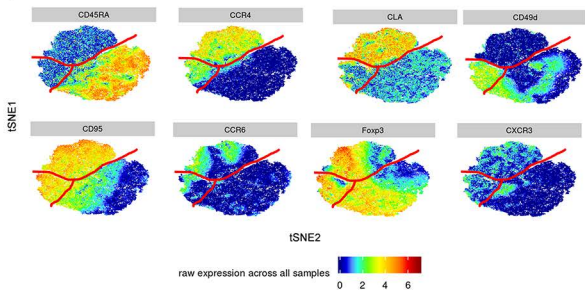 CD45RA
CCR4
CLA
CD49d
tSNE1
CD95
CCR6
Foxp3
CXCR3
tSNE2
raw expression across all samples
0 2 4 6